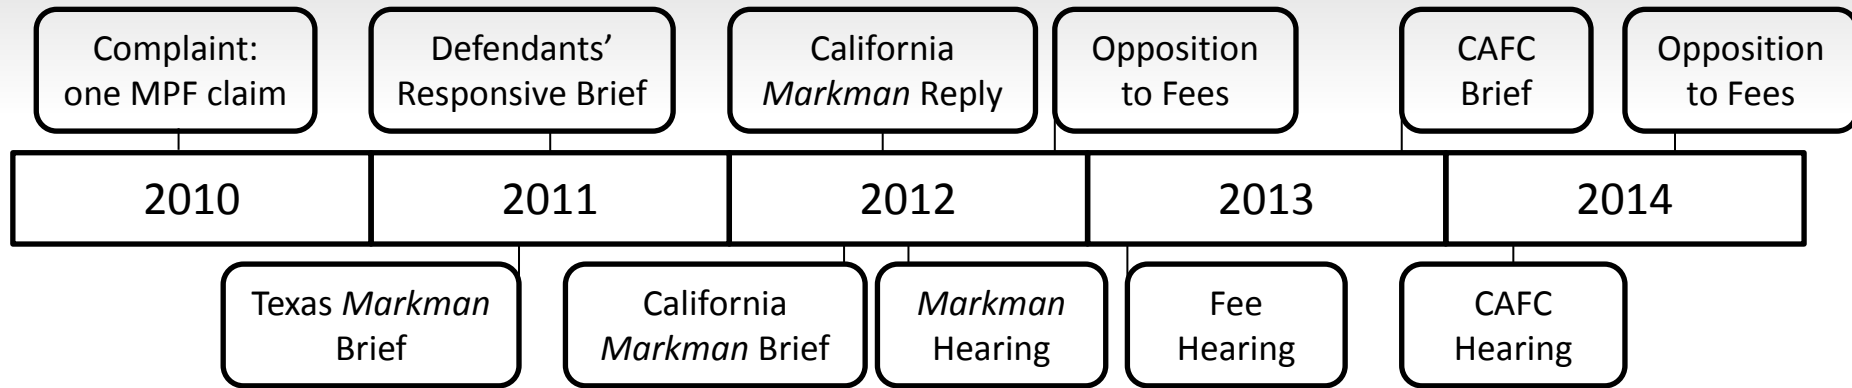 Complaint:
one MPF claim
Defendants’
Responsive Brief
California
Markman Reply
Opposition
to Fees
CAFC
Brief
Opposition
to Fees
2010
2011
2012
2013
2014
Texas Markman
Brief
California
Markman Brief
Markman
Hearing
Fee
Hearing
CAFC
Hearing